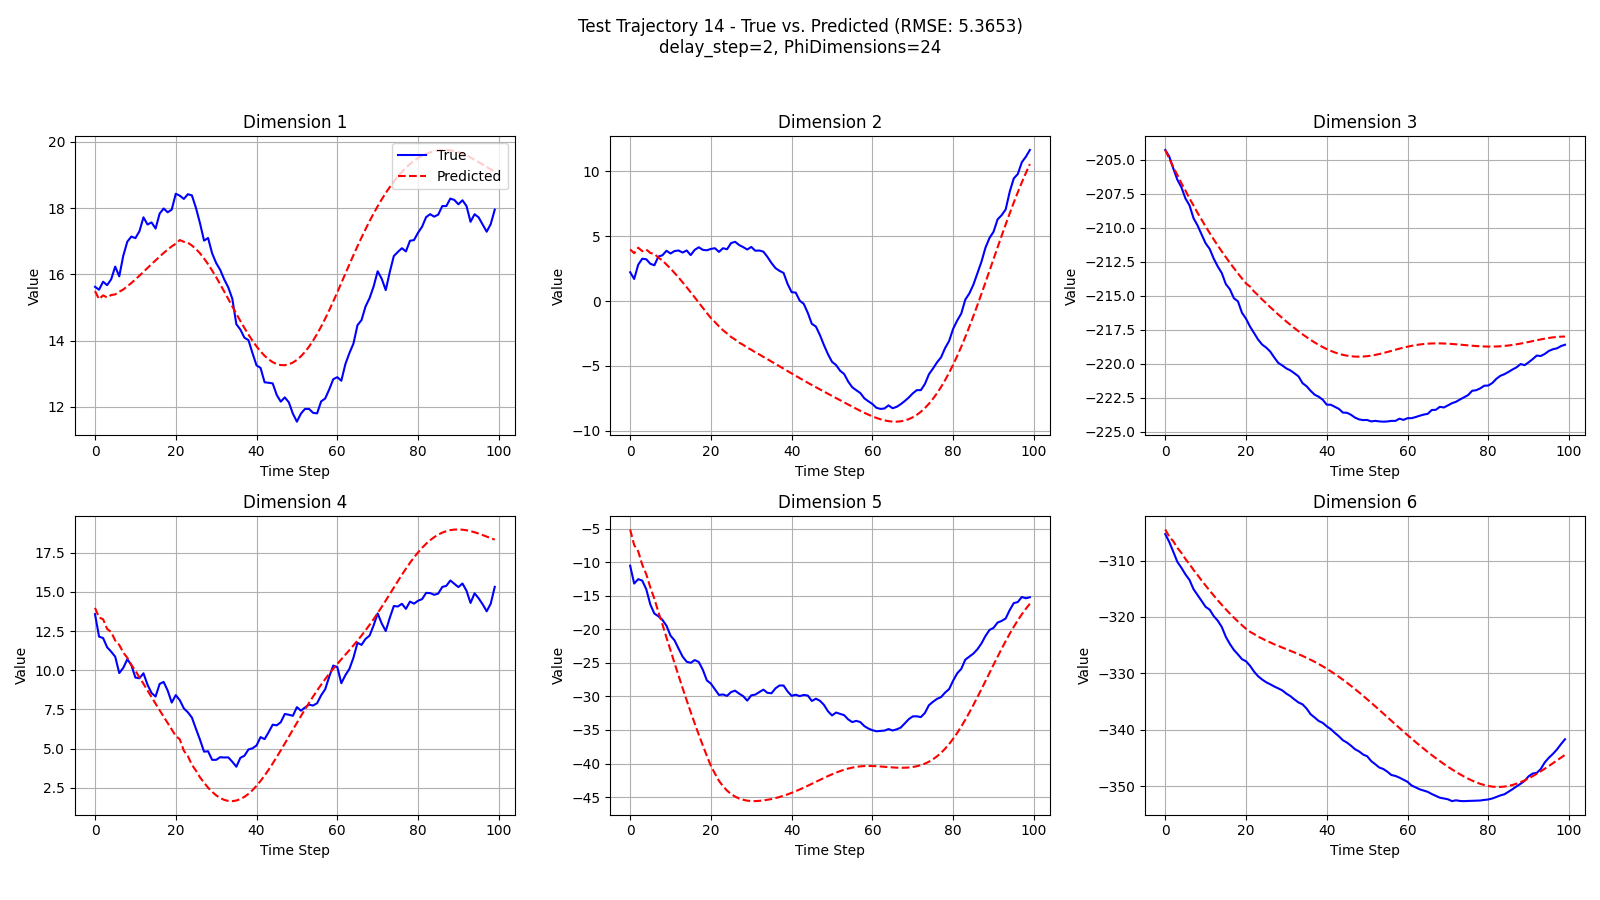 Test Trajectory 14 - True vs. Predicted (RMSE: 5.3653)
delay_step=2, PhiDimensions=24
Dimension 1
20
18
16
14
12
Value
0 20 40 60 80 100
Time Step
True
Predicted
Dimension 2
10
5
0
−5
−10
Value
0 20 40 60 80 100
Time Step
Dimension 3
−205.0
−207.5
−210.0
−212.5
−215.0
−217.5
−220.0
−222.5
−225.0
Value
0 20 40 60 80 100
Time Step
Dimension 4
17.5
15.0
12.5
10.0
7.5
5.0
2.5
Value
0 20 40 60 80 100
Time Step
Dimension 5
−5
−10
−15
−20
−25
−30
−35
−40
−45
Value
0 20 40 60 80 100
Time Step
Dimension 6
−310
−320
−330
−340
−350
Value
0 20 40 60 80 100
Time Step